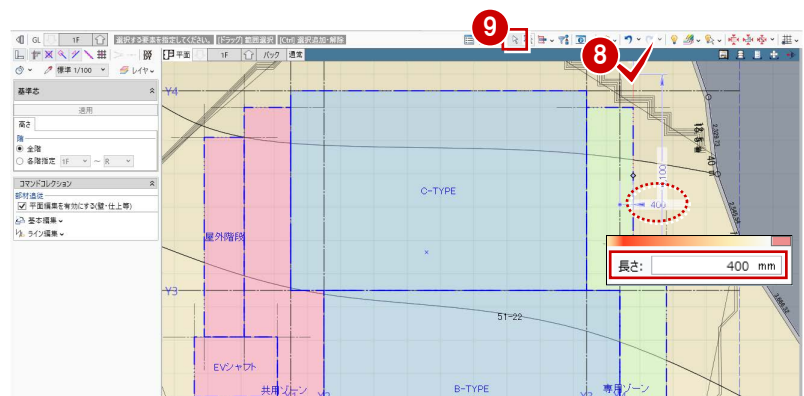 GL 1F 選択する要素を指定してください。 [ドラッグ] 範囲選択 [Ctrl] 選択追加・解除
9
8
平面 1F バック 通常
標準 1/100 レイヤ
基準芯
適用
高さ
階
全階
各階指定 1F ～ R
コマンドコレクション
部材追従
平面編集を有効にする(壁・仕上等)
基本編集
ライン編集
Y4
C-TYPE
屋外階段
400
長さ: 400 mm
Y3
51-22
EVシャフト
共用ゾーン
B-TYPE
専用ゾーン